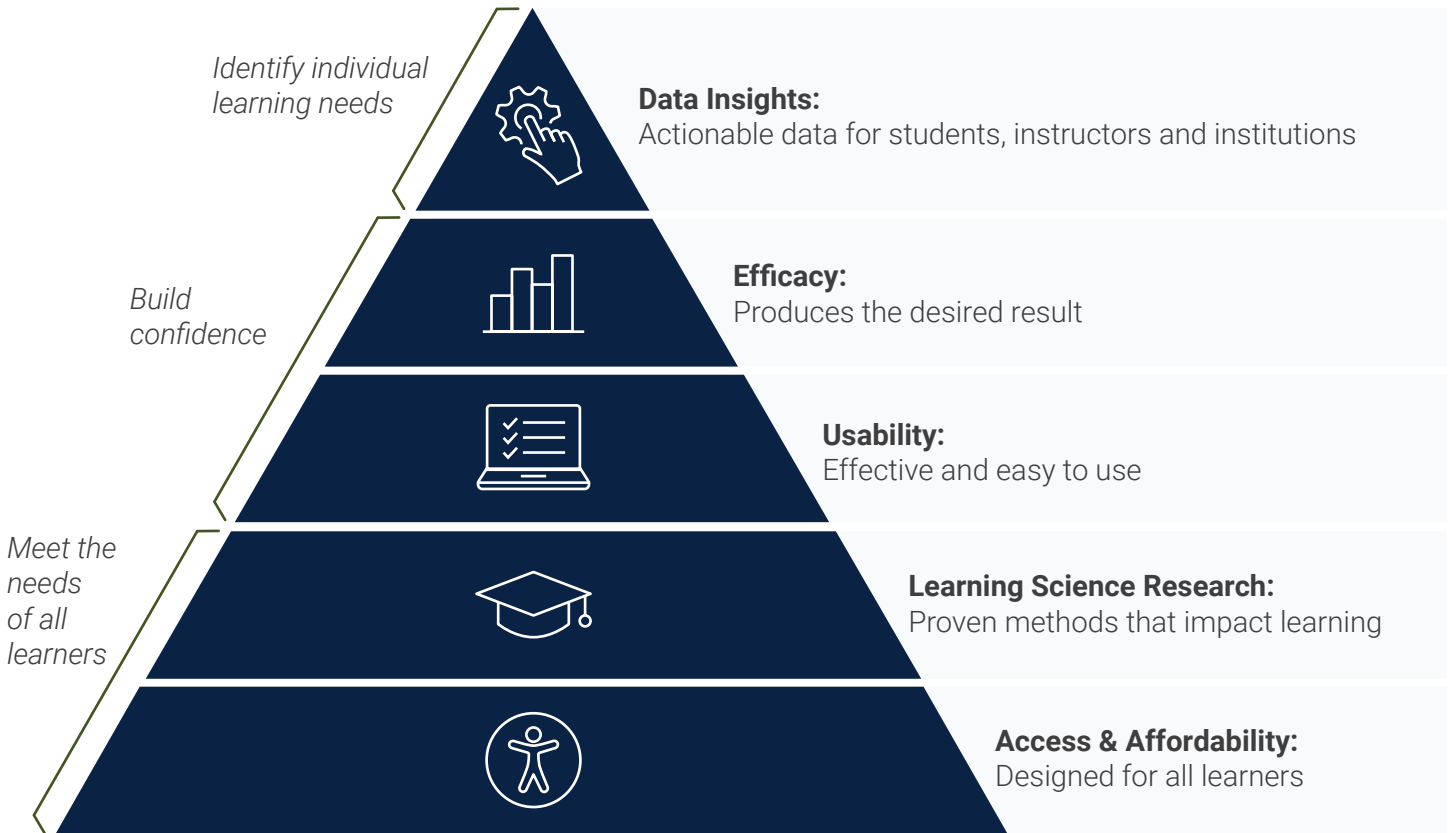 Identify individual
learning needs
Data Insights:
Actionable data for students, instructors and institutions
Build
confidence
Efficacy:
Produces the desired result
Usability:
Effective and easy to use
Meet the
needs
of all
learners
Learning Science Research:
Proven methods that impact learning
Access & Affordability:
Designed for all learners